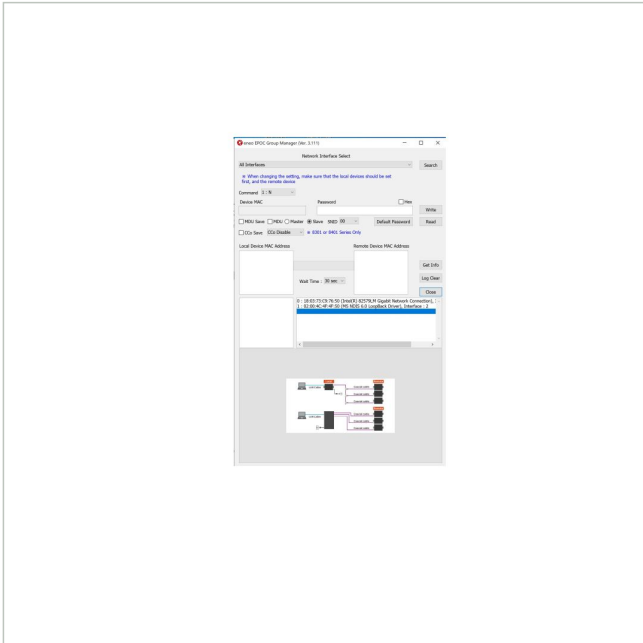 eneo EPOC Group Manager (Ver. 3.111)
Network Interface Select
All Interfaces
Search
※ When changing the setting, make sure that the local devices should be set
first, and the remote device
Command 1 : N
Device MAC
Password
Hex
Write
MDU Save MDU Master Slave SNID 00 Default Password Read
CCo Save CCo Disable ※ 8301 or 8401 Series Only
Local Device MAC Address
Remote Device MAC Address
Get Info
Wait Time : 30 sec
Log Clear
Close
0 : 18:03:73:C9:76:50 (Intel(R) 82579LM Gigabit Network Connection),
1 : 02:00:4C:4F:4F:50 (MS NDIS 6.0 LoopBack Driver), Interface : 2